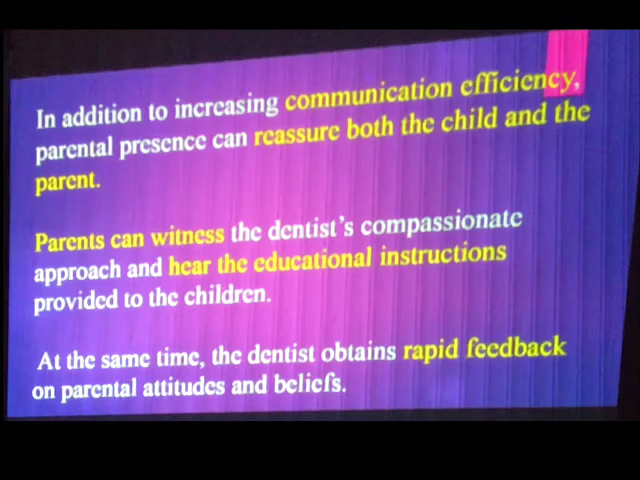 In addition to increasing communication efficiency,
parental presence can reassure both the child and the
parent.
Parents can witness the dentist's compassionate
approach and hear the educational instructions
provided to the children.
At the same time, the dentist obtains rapid feedback
on parental attitudes and beliefs.